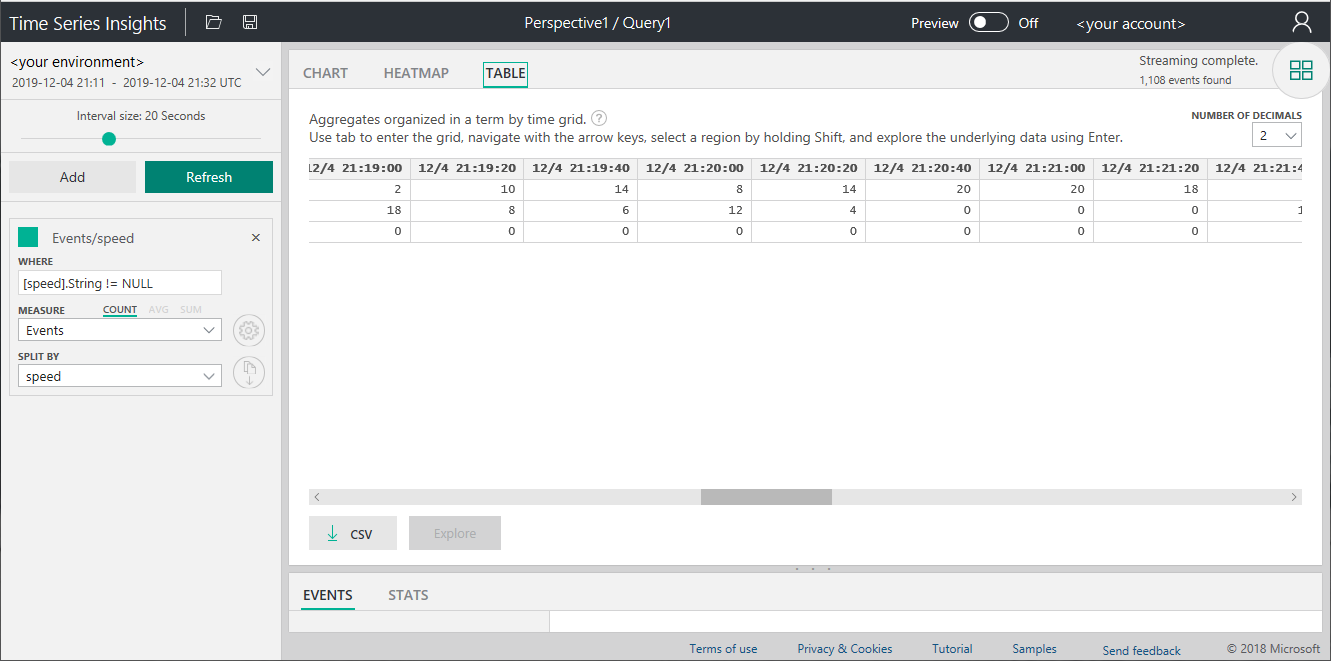 Time Series Insights
Perspective1 / Query1
Preview Off <your account>
<your environment>
2019-12-04 21:11 - 2019-12-04 21:32 UTC
Interval size: 20 Seconds
Add Refresh
Events/speed ×
WHERE
[speed].String != NULL
MEASURE COUNT AVG SUM
Events
SPLIT BY
speed
CHART HEATMAP TABLE
Streaming complete.
1,108 events found
Aggregates organized in a term by time grid. ?
Use tab to enter the grid, navigate with the arrow keys, select a region by holding Shift, and explore the underlying data using Enter.
NUMBER OF DECIMALS
2
12/4 21:19:00 12/4 21:19:20 12/4 21:19:40 12/4 21:20:00 12/4 21:20:20 12/4 21:20:40 12/4 21:21:00 12/4 21:21:20 12/4 21:21:4
2 10 14 8 14 20 20 18
18 8 6 12 4 0 0 0 1
0 0 0 0 0 0 0 0
CSV Explore
EVENTS STATS
Terms of use Privacy & Cookies Tutorial Samples Send feedback © 2018 Microsoft